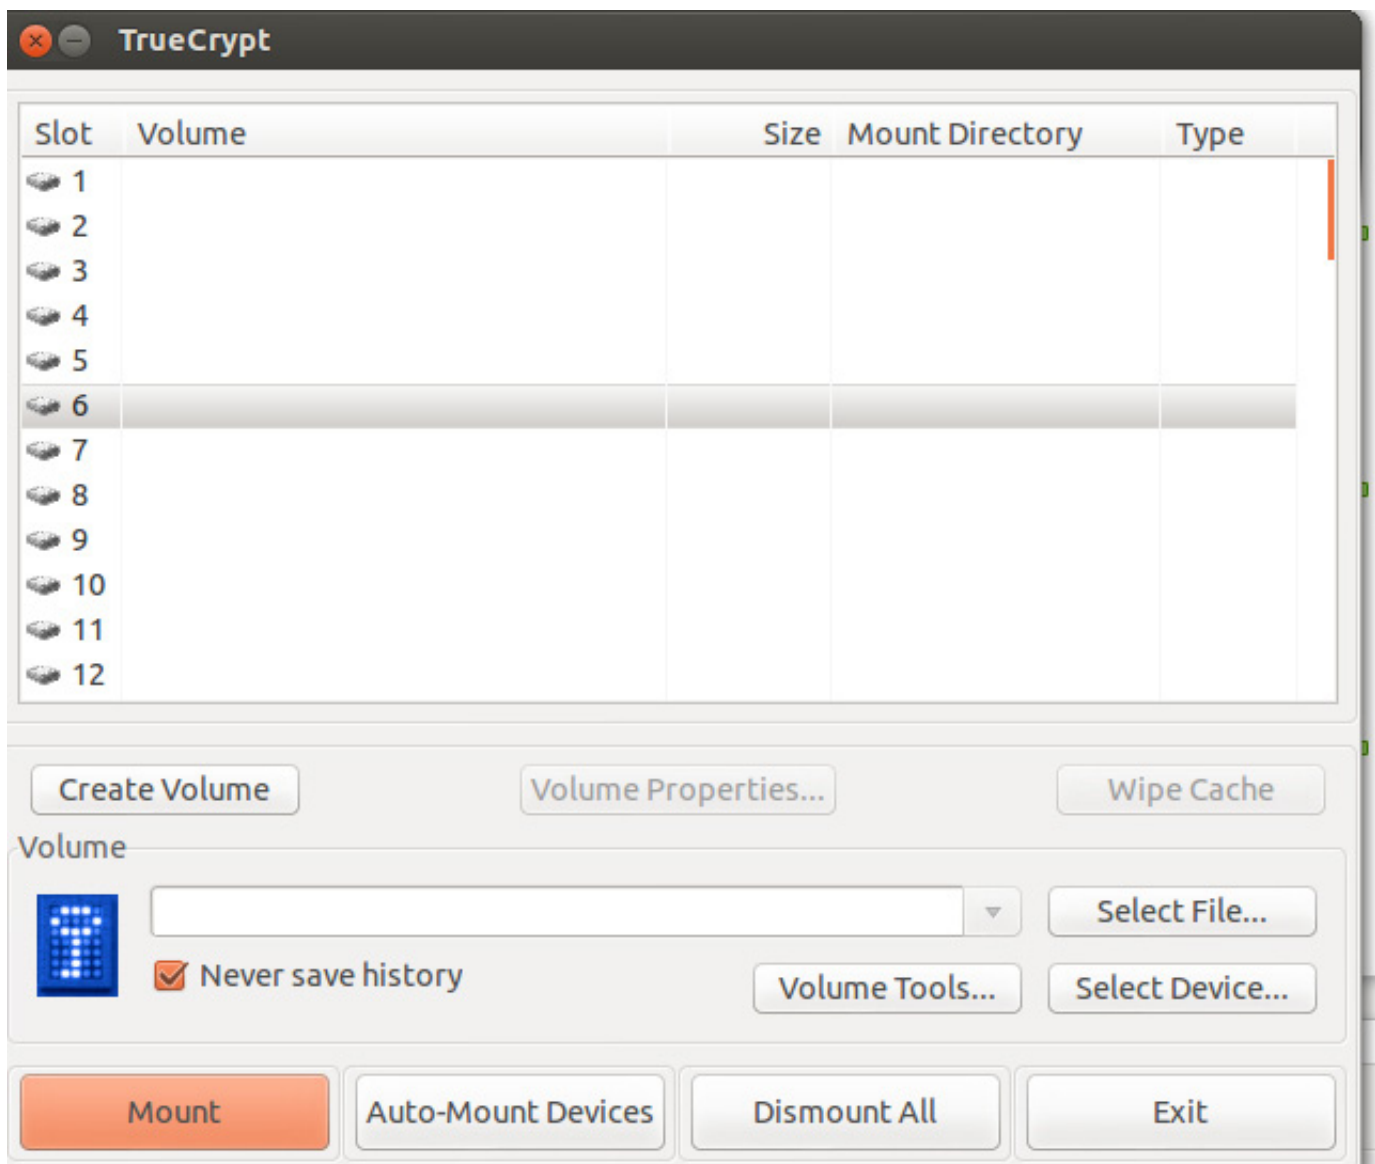 TrueCrypt
Slot Volume Size Mount Directory Type
1
2
3
4
5
6
7
8
9
10
11
12
Create Volume Volume Properties... Wipe Cache
Volume
Select File...
Never save history
Volume Tools... Select Device...
Mount Auto-Mount Devices Dismount All Exit